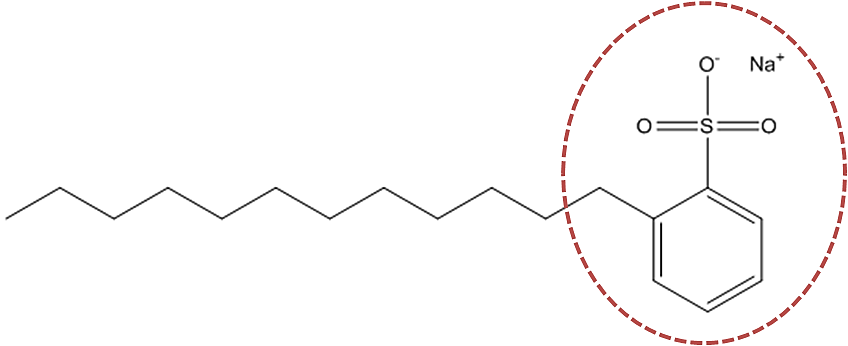 O⁻ Na⁺
O S O